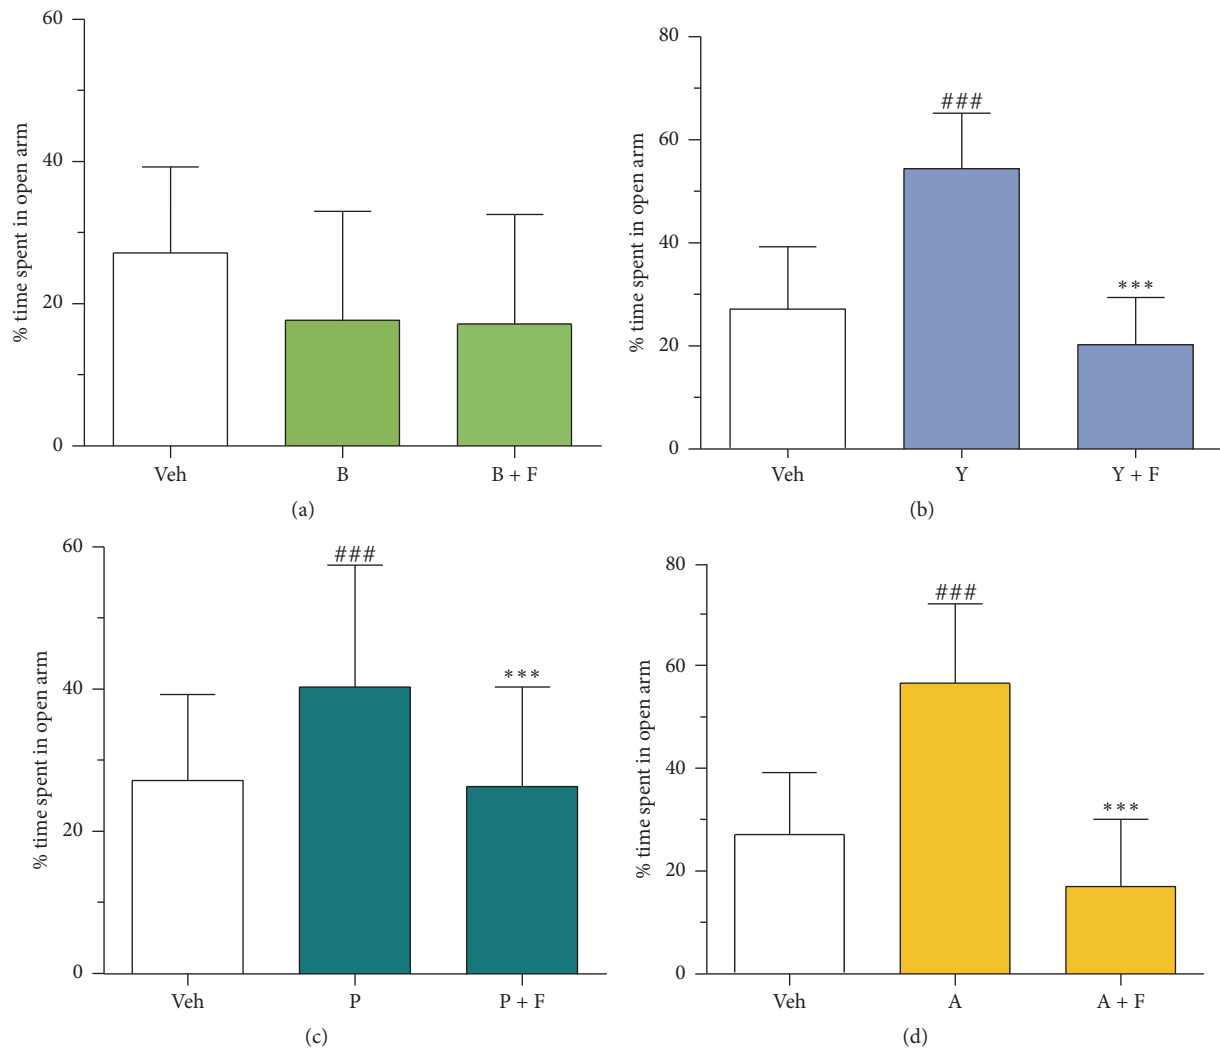 60
40
20
0
% time spent in open arm
Veh
B
B + F
(a)
80
60
40
20
0
% time spent in open arm
###
***
Veh
Y
Y + F
(b)
60
40
20
0
% time spent in open arm
###
***
Veh
P
P + F
(c)
80
60
40
20
0
% time spent in open arm
###
***
Veh
A
A + F
(d)